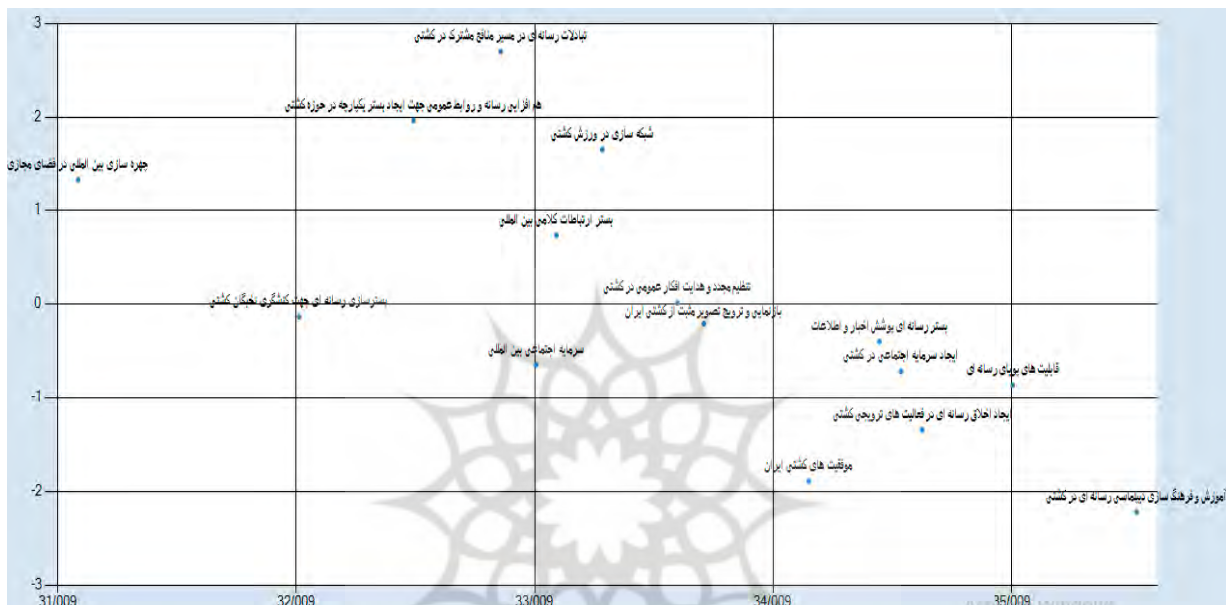 3
تبادلات رسانه ای در مسیر منافع مشترک در کشتی
2
هم افزایی رسانه و روابط عمومی جهت ایجاد بستر یکپارچه در حوزه کشتی
شبکه سازی در ورزش کشتی
چهره سازی بین المللی در فضای مجازی
1
بستر ارتباطات کلامی بین المللی
تنظیم مجدد و هدایت افکار عمومی در کشتی
0
بسترسازی رسانه ای جهت کنشگری نخبگان کشتی
بازنمایی و ترویج تصویر مثبت از کشتی ایران
بستر رسانه ای پوشش اخبار و اطلاعات
سرمایه اجتماعی بین المللی
ایجاد سرمایه اجتماعی در کشتی
قابلیت های پویای رسانه ای
-1
ایجاد اخلاق رسانه ای در فعالیت های ترویجی کشتی
موفقیت های کشتی ایران
-2
آموزش و فرهنگ سازی دیپلماسی رسانه ای در کشتی
-3
31/009 32/009 33/009 34/009 35/009